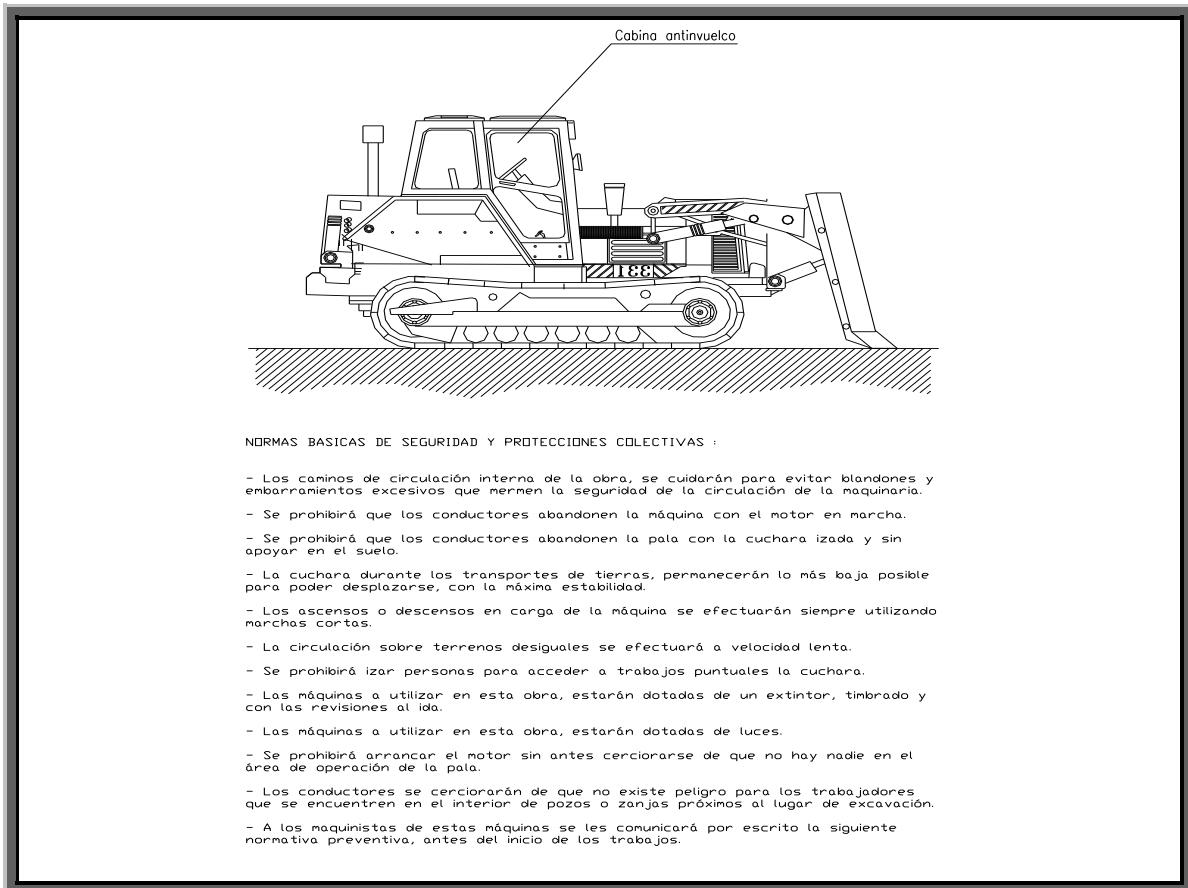 Cabina antinvuelco
133
NORMAS BASICAS DE SEGURIDAD Y PROTECCIONES COLECTIVAS :
- Los caminos de circulación interna de la obra, se cuidarán para evitar blandones y
embarramientos excesivos que mermen la seguridad de la circulación de la maquinaria.
- Se prohibirá que los conductores abandonen la máquina con el motor en marcha.
- Se prohibirá que los conductores abandonen la pala con la cuchara izada y sin
apoyar en el suelo.
- La cuchara durante los transportes de tierras, permanecerán lo más baja posible
para poder desplazarse, con la máxima estabilidad.
- Los ascensos o descensos en carga de la máquina se efectuarán siempre utilizando
marchas cortas.
- La circulación sobre terrenos desiguales se efectuará a velocidad lenta.
- Se prohibirá izar personas para acceder a trabajos puntuales la cuchara.
- Las máquinas a utilizar en esta obra, estarán dotadas de un extintor, timbrado y
con las revisiones al ida.
- Las máquinas a utilizar en esta obra, estarán dotadas de luces.
- Se prohibirá arrancar el motor sin antes cerciorarse de que no hay nadie en el
área de operación de la pala.
- Los conductores se cerciorarán de que no existe peligro para los trabajadores
que se encuentren en el interior de pozos o zanjas próximos al lugar de excavación.
- A los maquinistas de estas máquinas se les comunicará por escrito la siguiente
normativa preventiva, antes del inicio de los trabajos.